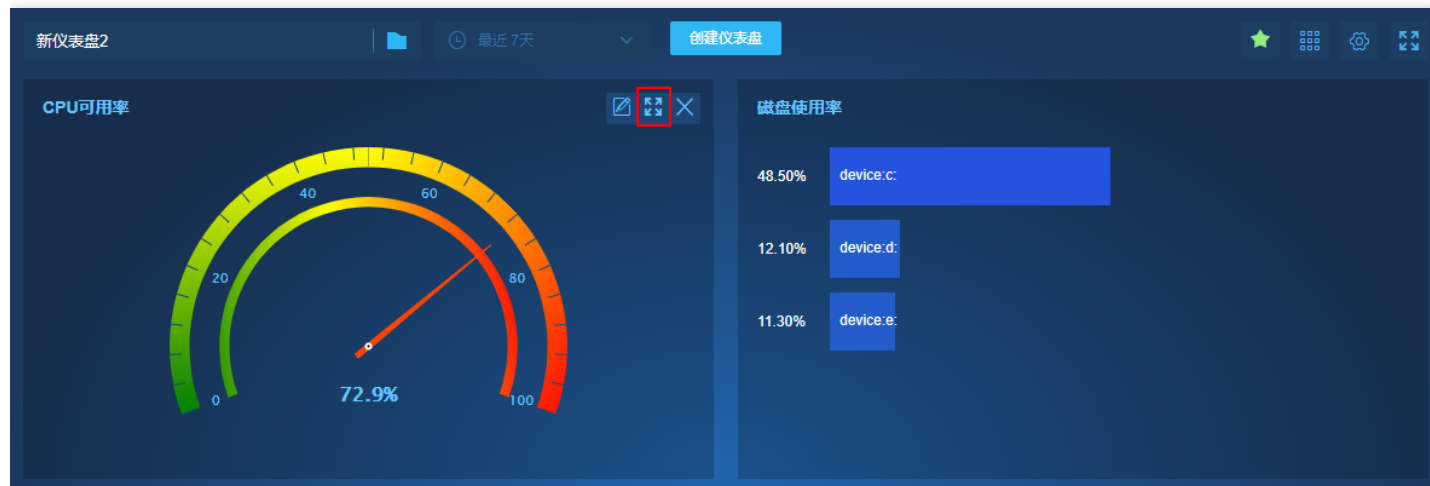 新仪表盘2
最近 7天
创建仪表盘
CPU可用率
0
20
40
60
80
100
72.9%
磁盘使用率
48.50% device:c:
12.10% device:d:
11.30% device:e: